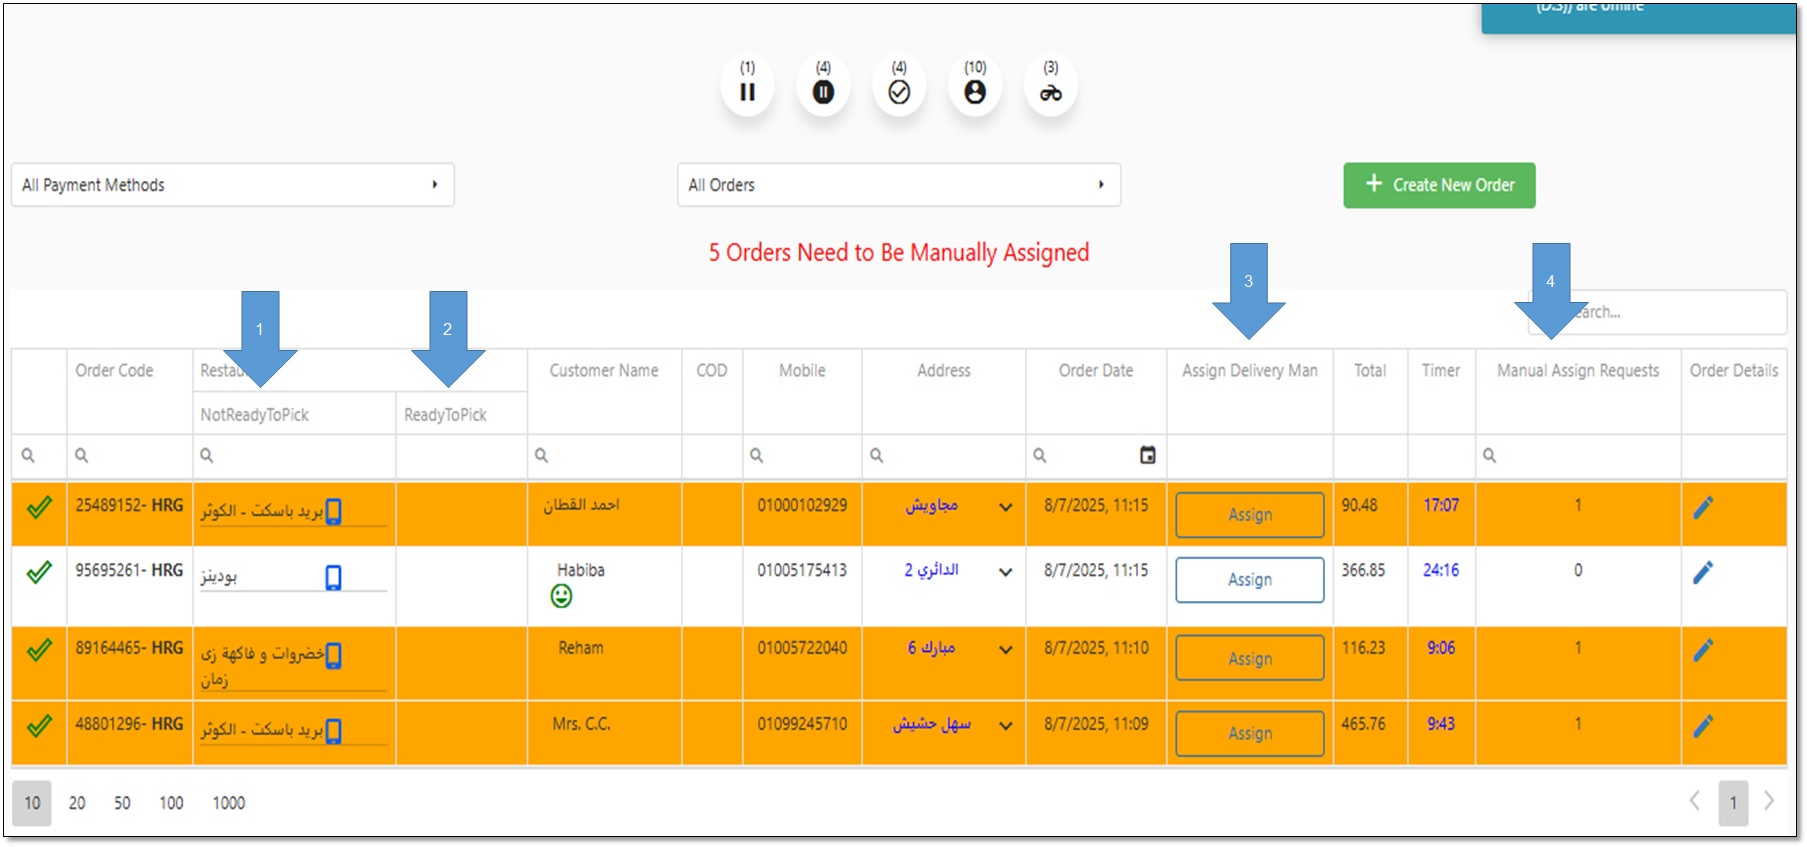 (D.S)) are online
(1) (4) (4) (10) (3)
All Payment Methods All Orders + Create New Order
5 Orders Need to Be Manually Assigned
1 2 3 4
earch...
Order Code Restau Customer Name COD Mobile Address Order Date Assign Delivery Man Total Timer Manual Assign Requests Order Details
NotReadyToPick ReadyToPick
25489152- HRG بريد باسكت - الكوثر احمد القطان 01000102929 مجاويش 8/7/2025, 11:15 Assign 90.48 17:07 1
95695261- HRG بودينز Habiba 01005175413 الدائري 2 8/7/2025, 11:15 Assign 366.85 24:16 0
89164465- HRG خضروات و فاكهة زى Reham 01005722040 مبارك 6 8/7/2025, 11:10 Assign 116.23 9:06 1
زمان
48801296- HRG بريد باسكت - الكوثر Mrs. C.C. 01099245710 سهل حشيش 8/7/2025, 11:09 Assign 465.76 9:43 1
10 20 50 100 1000 1